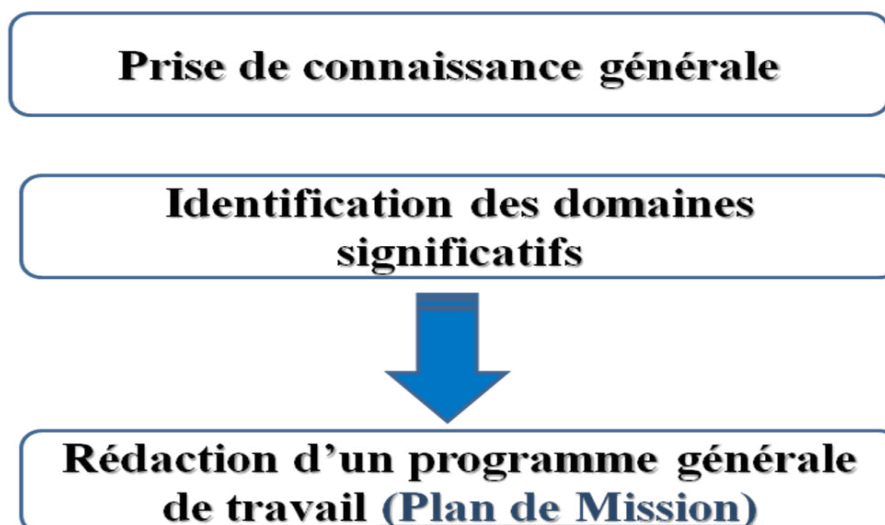 Prise de connaissance générale
Identification des domaines
significatifs
Rédaction d’un programme générale
de travail (Plan de Mission)